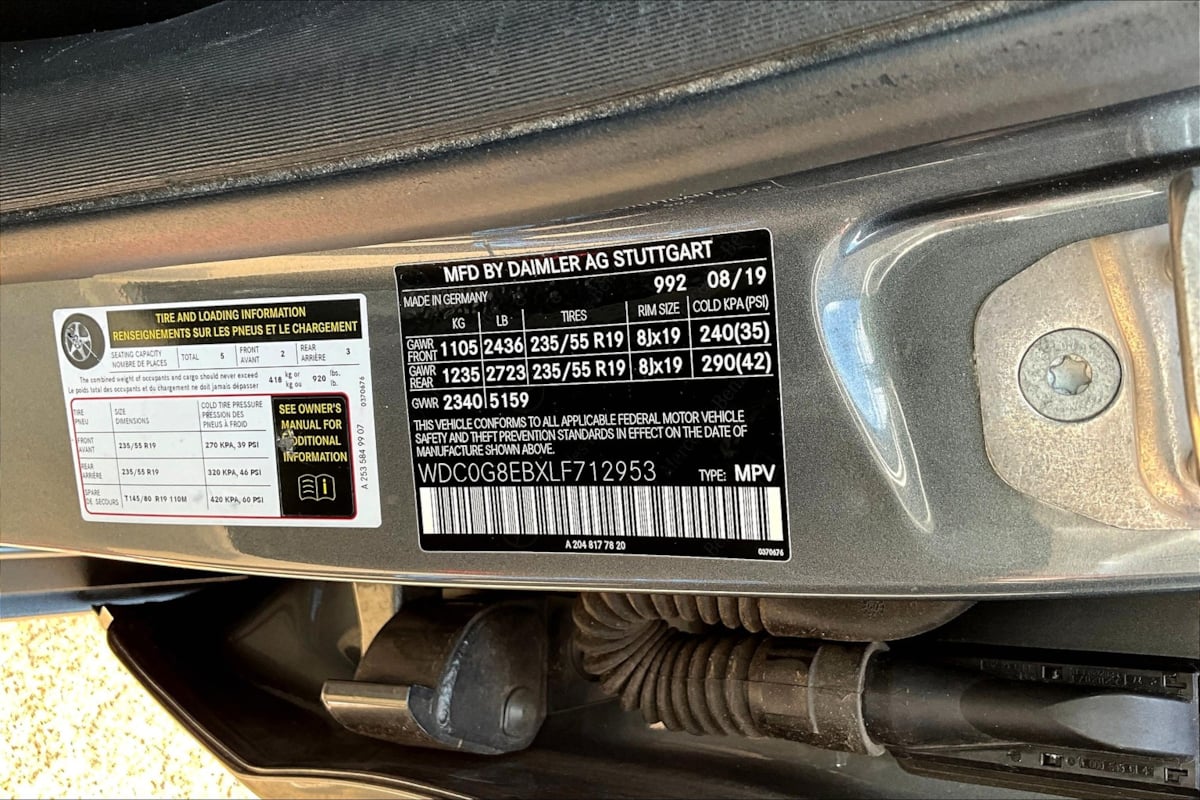 TIRE AND LOADING INFORMATION
RENSEIGNEMENTS SUR LES PNEUS ET LE CHARGEMENT
SEATING CAPACITY
NOMBRE DE PLACES
TOTAL 5
FRONT
AVANT
2
REAR
ARRIÈRE
3
The combined weight of occupants and cargo should never exceed
Le poids total des occupants et du chargement ne doit jamais dépasser
418 kg or
kg ou
920 lbs.
lb.
TIRE
PNEU
SIZE
DIMENSIONS
COLD TIRE PRESSURE
PRESSION DES
PNEUS À FROID
FRONT
AVANT
235/55 R19
270 KPA, 39 PSI
REAR
ARRIÈRE
235/55 R19
320 KPA, 46 PSI
SPARE
DE SECOURS
T145/80 R19 110M
420 KPA, 60 PSI
SEE OWNER'S
MANUAL FOR
ADDITIONAL
INFORMATION
0370676
A 253 584 99 07
MFD BY DAIMLER AG STUTTGART
992 08/19
MADE IN GERMANY
KG LB TIRES RIM SIZE COLD KPA(PSI)
GAWR
FRONT
1105 2436 235/55 R19 8Jx19 240(35)
GAWR
REAR
1235 2723 235/55 R19 8Jx19 290(42)
GVWR 2340 5159
THIS VEHICLE CONFORMS TO ALL APPLICABLE FEDERAL MOTOR VEHICLE
SAFETY AND THEFT PREVENTION STANDARDS IN EFFECT ON THE DATE OF
MANUFACTURE SHOWN ABOVE.
WDC0G8EBXLF712953 TYPE: MPV
A 204 817 78 20
0370676